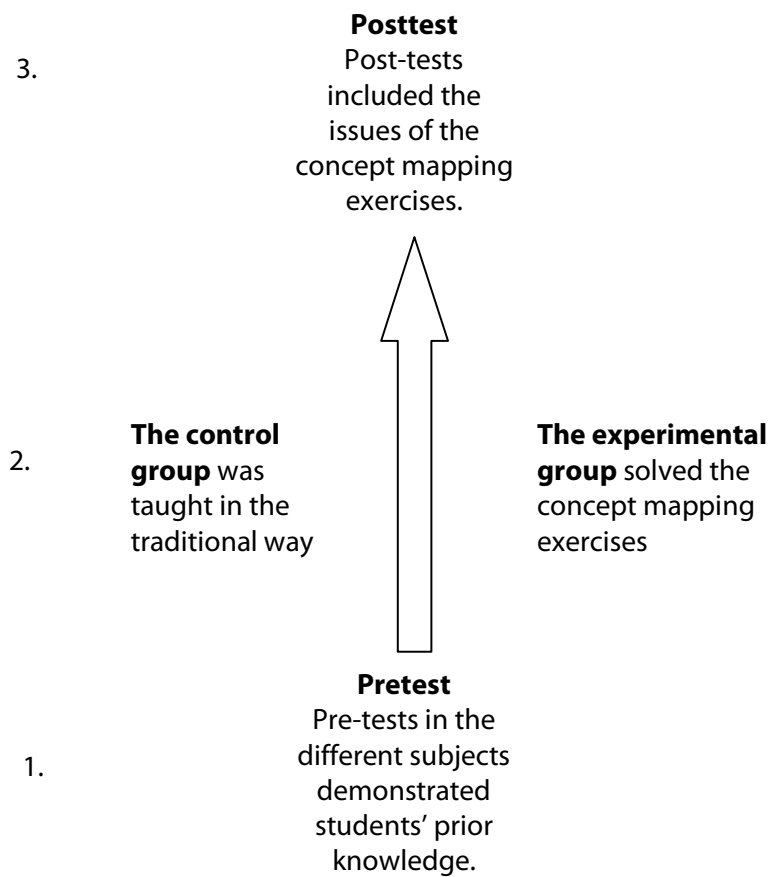 Posttest
3.
Post-tests
included the
issues of the
concept mapping
exercises.
2.
The control
group was
taught in the
traditional way
The experimental
group solved the
concept mapping
exercises
Pretest
1.
Pre-tests in the
different subjects
demonstrated
students’ prior
knowledge.